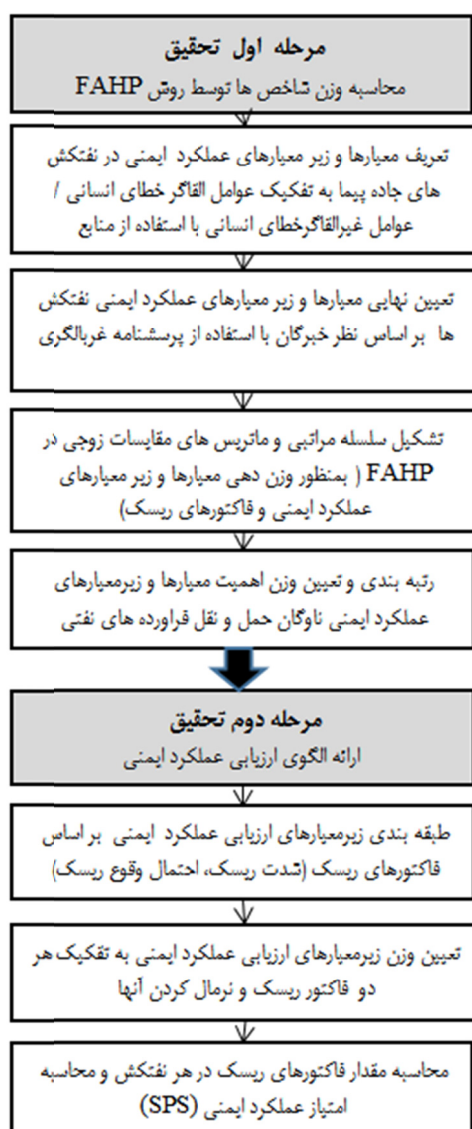 مرحله اول تحقیق
محاسبه وزن شاخص ها توسط روش FAHP
تعریف معیارها و زیر معیارهای عملکرد ایمنی در نفتکش
های جاده پیما به تفکیک عوامل القاگر خطای انسانی /
عوامل غیرالقاگرخطای انسانی با استفاده از منابع
تعیین نهایی معیارها و زیر معیارهای عملکرد ایمنی نفتکش
ها بر اساس نظر خبرگان با استفاده از پرسشنامه غربالگری
تشکیل سلسله مراتبی و ماتریس های مقایسات زوجی در
FAHP ( بمنظور وزن دهی معیارها و زیر معیارهای
عملکرد ایمنی و فاکتورهای ریسک)
رتبه بندی و تعیین وزن اهمیت معیارها و زیرمعیارهای
عملکرد ایمنی ناوگان حمل و نقل فراورده های نفتی
مرحله دوم تحقیق
ارائه الگوی ارزیابی عملکرد ایمنی
طبقه بندی زیرمعیارهای ارزیابی عملکرد ایمنی بر اساس
فاکتورهای ریسک (شدت ریسک، احتمال وقوع ریسک)
تعیین وزن زیرمعیارهای ارزیابی عملکرد ایمنی به تفکیک هر
دو فاکتور ریسک و نرمال کردن آنها
محاسبه مقدار فاکتورهای ریسک در هر نفتکش و محاسبه
امتیاز عملکرد ایمنی (SPS)